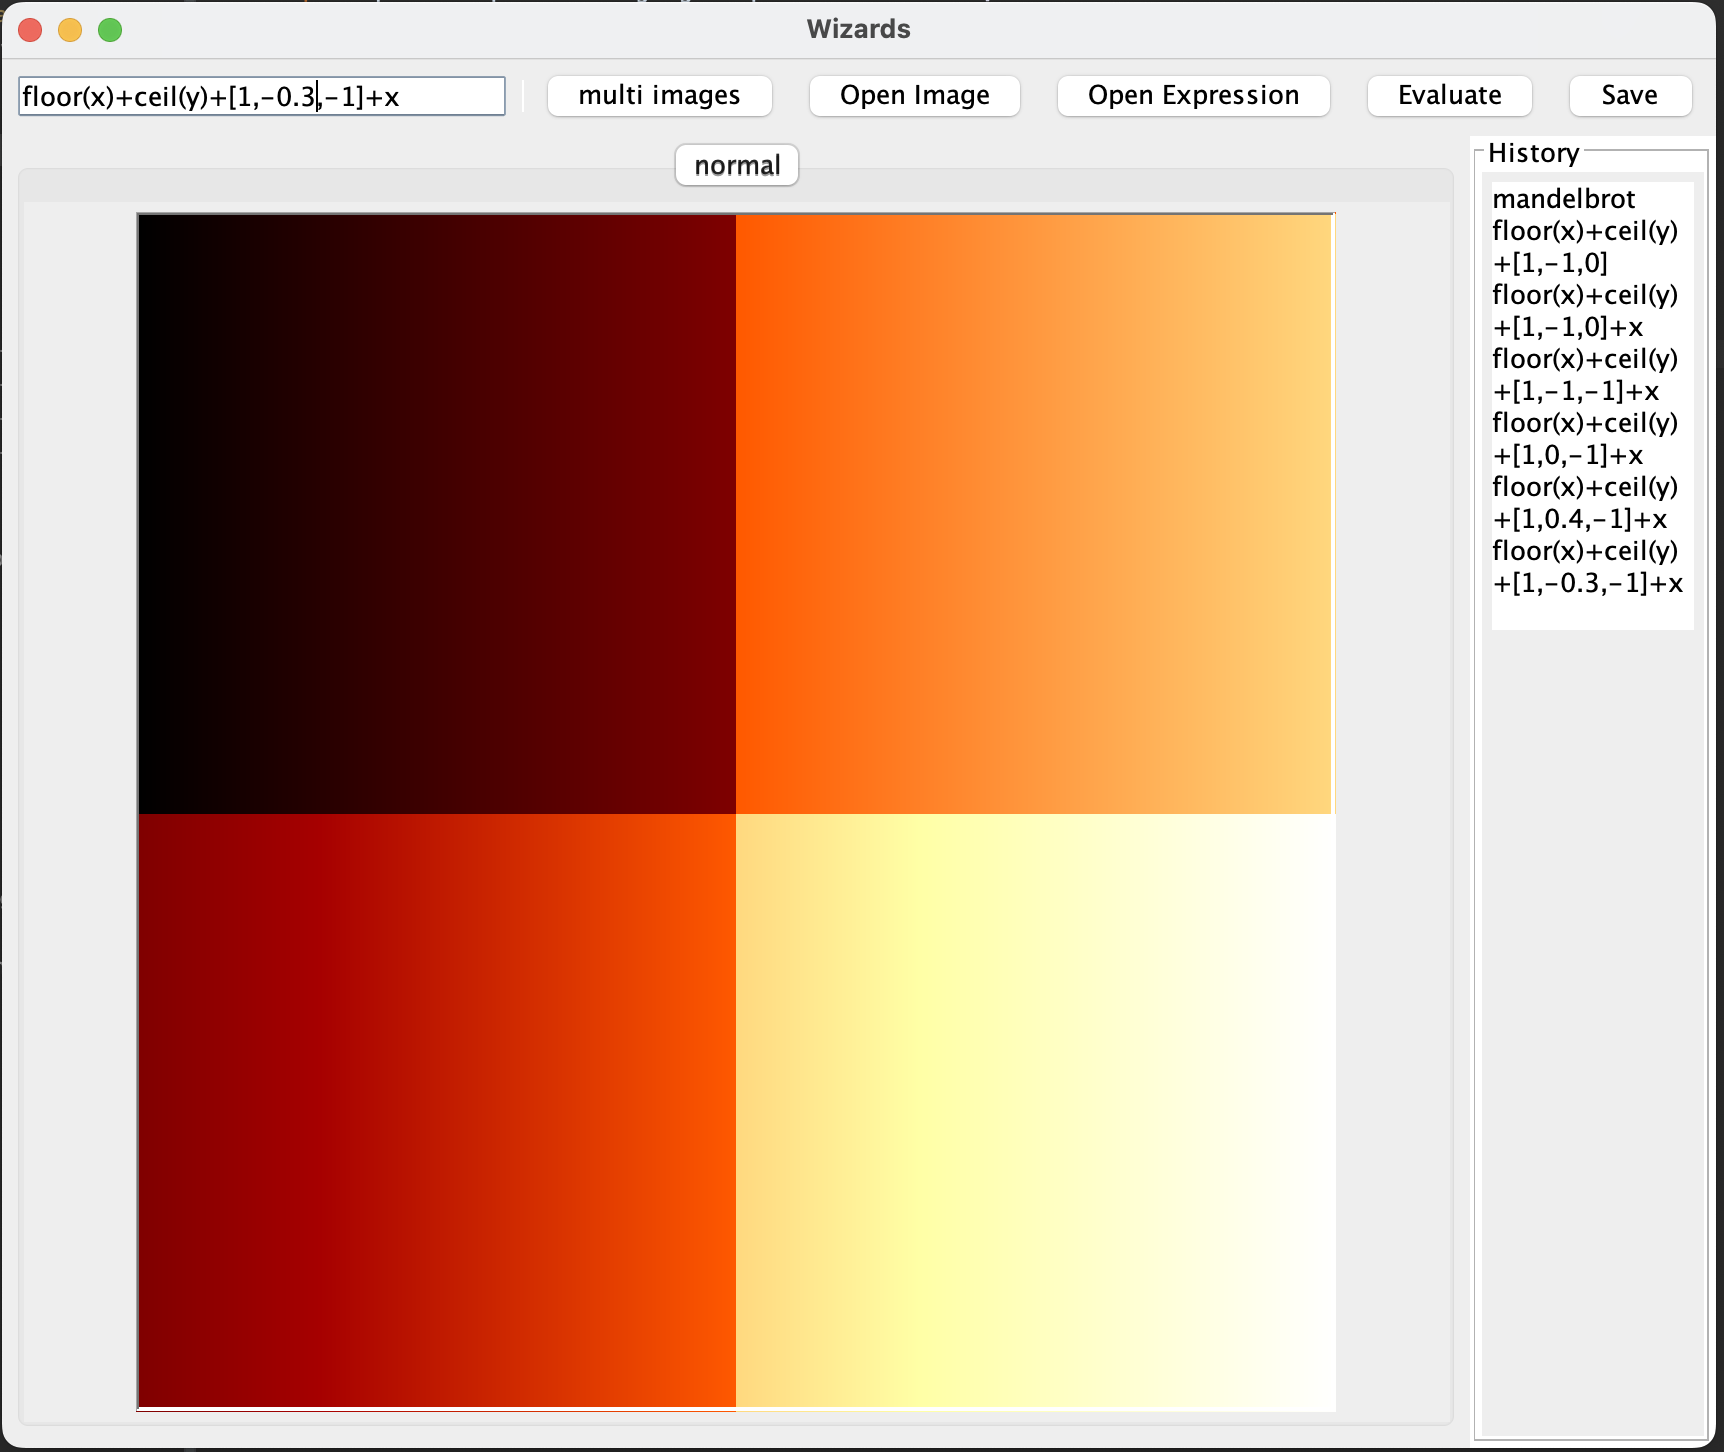 Wizards
floor(x)+ceil(y)+[1,-0.3,-1]+x
multi images
Open Image
Open Expression
Evaluate
Save
normal
History
mandelbrot
floor(x)+ceil(y)
+[1,-1,0]
floor(x)+ceil(y)
+[1,-1,0]+x
floor(x)+ceil(y)
+[1,-1,-1]+x
floor(x)+ceil(y)
+[1,0,-1]+x
floor(x)+ceil(y)
+[1,0.4,-1]+x
floor(x)+ceil(y)
+[1,-0.3,-1]+x